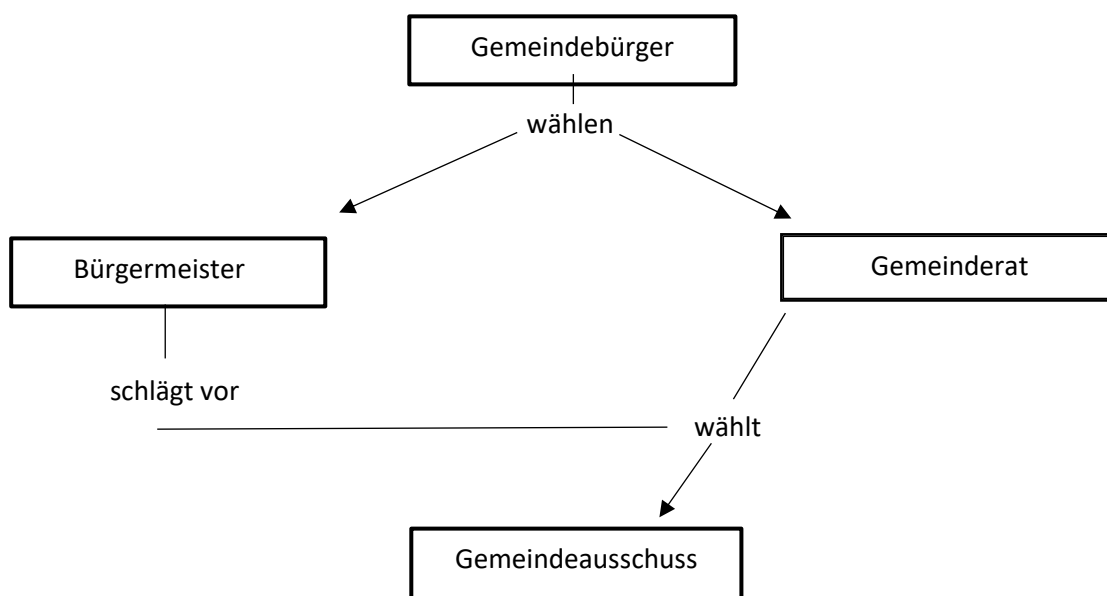 Gemeindebürger
wählen
Bürgermeister
Gemeinderat
schlägt vor
wählt
Gemeindeausschuss